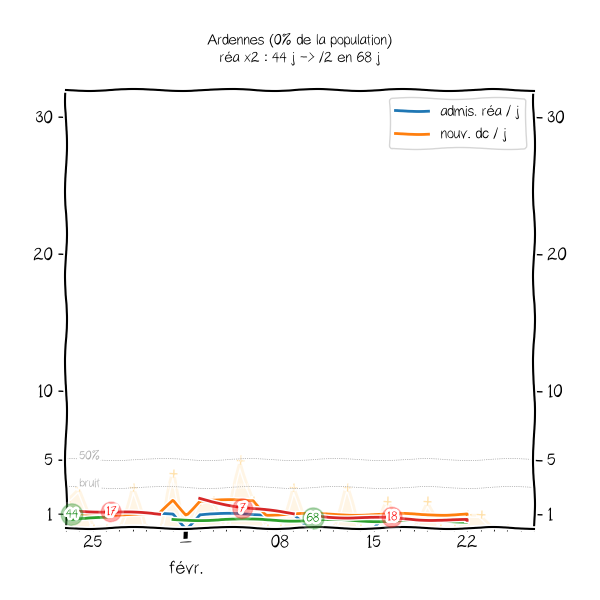 Ardennes (0% de la population)
réa x2 : 44 j -> /2 en 68 j
admis. réa / j
nouv. dc / j
30 30
20 20
10 10
5 50% 5
bruit
1 44 17 7 68 18 1
25 1 08 15 22
févr.